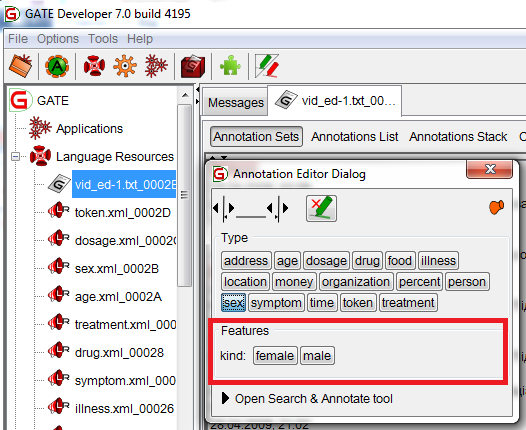 GATE Developer 7.0 build 4195
File Options Tools Help
GATE
Applications
Language Resources
vid_ed-1.txt_0002E
token.xml_0002D
dosage.xml_0002C
sex.xml_0002B
age.xml_0002A
treatment.xml_0002
drug.xml_00028
symptom.xml_0002
illness.xml_00026
Messages vid_ed-1.txt_00...
Annotation Sets Annotations List Annotations Stack
Annotation Editor Dialog
Type
address age dosage drug food illness
location money organization percent person
sex symptom time token treatment
Features
kind: female male
Open Search & Annotate tool
28.04.2009, 21:02